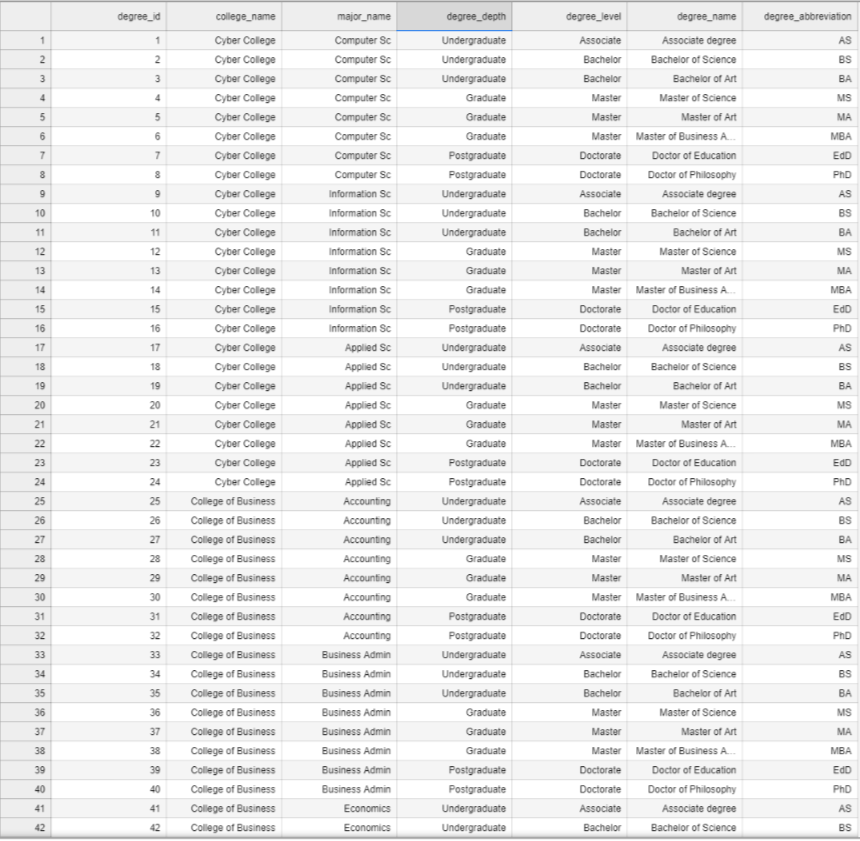 degree_id college_name major_name degree_depth degree_level degree_name degree_abbreviation
1 1 Cyber College Computer Sc Undergraduate Associate Associate degree AS
2 2 Cyber College Computer Sc Undergraduate Bachelor Bachelor of Science BS
3 3 Cyber College Computer Sc Undergraduate Bachelor Bachelor of Art BA
4 4 Cyber College Computer Sc Graduate Master Master of Science MS
5 5 Cyber College Computer Sc Graduate Master Master of Art MA
6 6 Cyber College Computer Sc Graduate Master Master of Business A... MBA
7 7 Cyber College Computer Sc Postgraduate Doctorate Doctor of Education EdD
8 8 Cyber College Computer Sc Postgraduate Doctorate Doctor of Philosophy PhD
9 9 Cyber College Information Sc Undergraduate Associate Associate degree AS
10 10 Cyber College Information Sc Undergraduate Bachelor Bachelor of Science BS
11 11 Cyber College Information Sc Undergraduate Bachelor Bachelor of Art BA
12 12 Cyber College Information Sc Graduate Master Master of Science MS
13 13 Cyber College Information Sc Graduate Master Master of Art MA
14 14 Cyber College Information Sc Graduate Master Master of Business A... MBA
15 15 Cyber College Information Sc Postgraduate Doctorate Doctor of Education EdD
16 16 Cyber College Information Sc Postgraduate Doctorate Doctor of Philosophy PhD
17 17 Cyber College Applied Sc Undergraduate Associate Associate degree AS
18 18 Cyber College Applied Sc Undergraduate Bachelor Bachelor of Science BS
19 19 Cyber College Applied Sc Undergraduate Bachelor Bachelor of Art BA
20 20 Cyber College Applied Sc Graduate Master Master of Science MS
21 21 Cyber College Applied Sc Graduate Master Master of Art MA
22 22 Cyber College Applied Sc Graduate Master Master of Business A... MBA
23 23 Cyber College Applied Sc Postgraduate Doctorate Doctor of Education EdD
24 24 Cyber College Applied Sc Postgraduate Doctorate Doctor of Philosophy PhD
25 25 College of Business Accounting Undergraduate Associate Associate degree AS
26 26 College of Business Accounting Undergraduate Bachelor Bachelor of Science BS
27 27 College of Business Accounting Undergraduate Bachelor Bachelor of Art BA
28 28 College of Business Accounting Graduate Master Master of Science MS
29 29 College of Business Accounting Graduate Master Master of Art MA
30 30 College of Business Accounting Graduate Master Master of Business A... MBA
31 31 College of Business Accounting Postgraduate Doctorate Doctor of Education EdD
32 32 College of Business Accounting Postgraduate Doctorate Doctor of Philosophy PhD
33 33 College of Business Business Admin Undergraduate Associate Associate degree AS
34 34 College of Business Business Admin Undergraduate Bachelor Bachelor of Science BS
35 35 College of Business Business Admin Undergraduate Bachelor Bachelor of Art BA
36 36 College of Business Business Admin Graduate Master Master of Science MS
37 37 College of Business Business Admin Graduate Master Master of Art MA
38 38 College of Business Business Admin Graduate Master Master of Business A... MBA
39 39 College of Business Business Admin Postgraduate Doctorate Doctor of Education EdD
40 40 College of Business Business Admin Postgraduate Doctorate Doctor of Philosophy PhD
41 41 College of Business Economics Undergraduate Associate Associate degree AS
42 42 College of Business Economics Undergraduate Bachelor Bachelor of Science BS